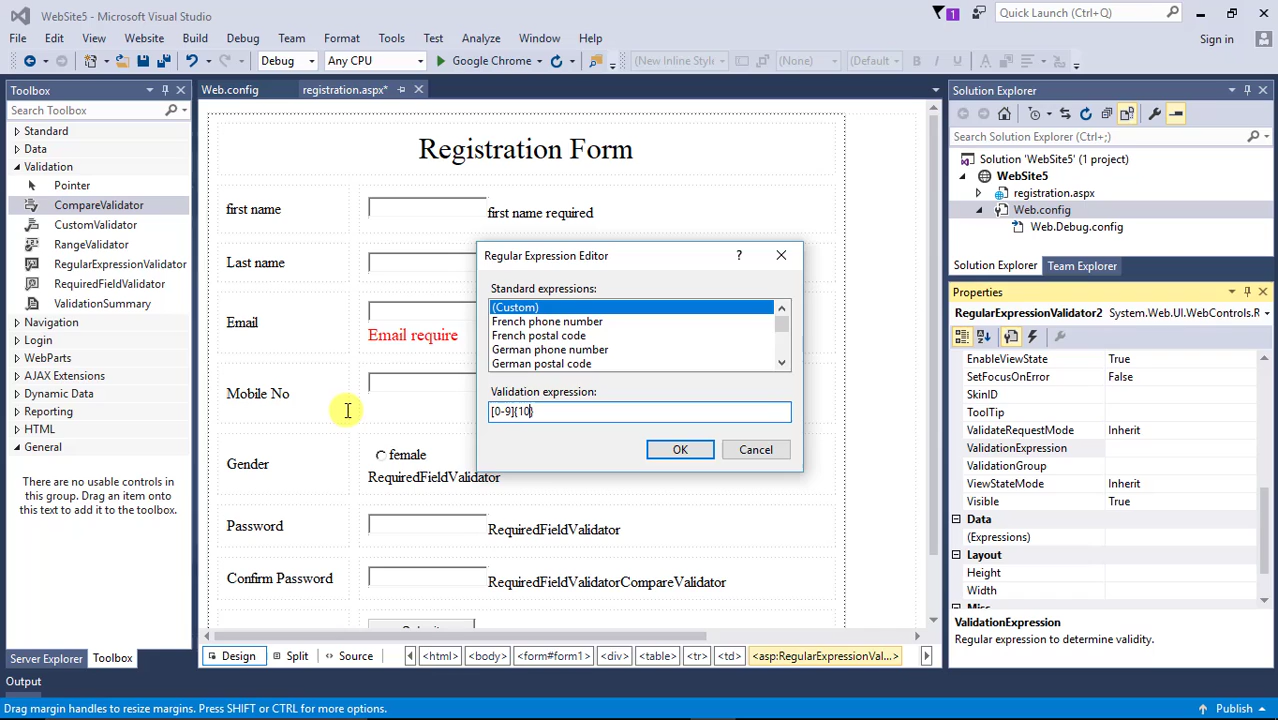 WebSite5 - Microsoft Visual Studio
1
Quick Launch (Ctrl+Q)
File Edit View Website Build Debug Team Format Tools Test Analyze Window Help
Sign in
Debug Any CPU Google Chrome (New Inline Style (None) (Default
Toolbox
Search Toolbox
Standard
Data
Validation
Pointer
CompareValidator
CustomValidator
RangeValidator
RegularExpressionValidator
RequiredFieldValidator
ValidationSummary
Navigation
Login
WebParts
AJAX Extensions
Dynamic Data
Reporting
HTML
General
There are no usable controls in
this group. Drag an item onto
this text to add it to the toolbox.
Server Explorer Toolbox
Web.config registration.aspx*
Registration Form
first name first name required
Last name
Email
Email require
Mobile No
Gender
female
RequiredFieldValidator
Password RequiredFieldValidator
Confirm Password RequiredFieldValidatorCompareValidator
Regular Expression Editor
Standard expressions:
(Custom)
French phone number
French postal code
German phone number
German postal code
Validation expression:
[0-9]{10}
OK Cancel
Design Split Source <html> <body> <form#form1> <div> <table> <tr> <td> <asp:RegularExpressionVal...>
Solution Explorer
Search Solution Explorer (Ctrl+;)
Solution 'WebSite5' (1 project)
WebSite5
registration.aspx
Web.config
Web.Debug.config
Solution Explorer Team Explorer
Properties
RegularExpressionValidator2 System.Web.UI.WebControls.R
EnableViewState True
SetFocusOnError False
SkinID
ToolTip
ValidateRequestMode Inherit
ValidationExpression
ValidationGroup
ViewStateMode Inherit
Visible True
Data
(Expressions)
Layout
Height
Width
Misc
ValidationExpression
Regular expression to determine validity.
Output
Drag margin handles to resize margins. Press SHIFT or CTRL for more options.
Publish